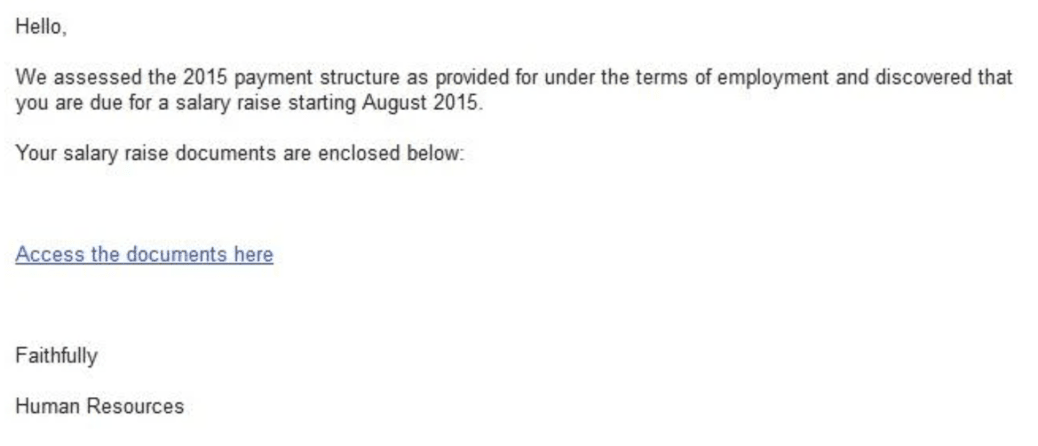 Hello,
We assessed the 2015 payment structure as provided for under the terms of employment and discovered that
you are due for a salary raise starting August 2015.
Your salary raise documents are enclosed below:
Access the documents here
Faithfully
Human Resources